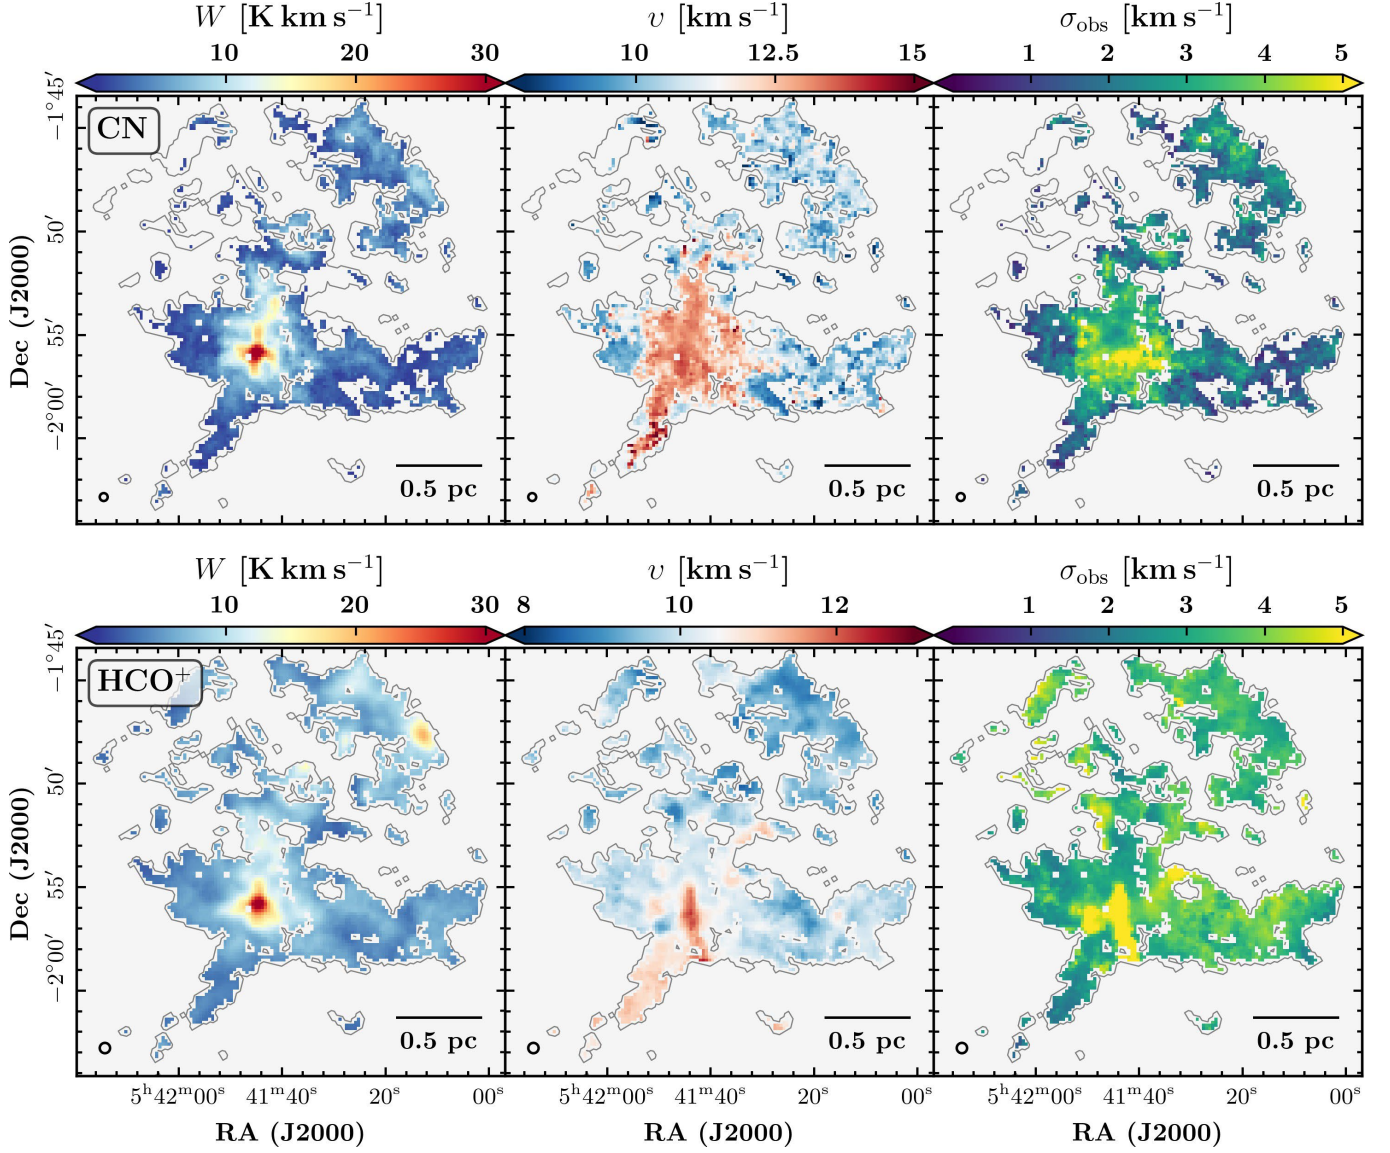 W [K km s⁻¹] v [km s⁻¹] σobs [km s⁻¹]
10 20 30 10 12.5 15 1 2 3 4 5
CN
−1°45′
50′
55′
−2°00′
Dec (J2000)
0.5 pc 0.5 pc 0.5 pc
W [K km s⁻¹] v [km s⁻¹] σobs [km s⁻¹]
10 20 30 8 10 12 1 2 3 4 5
HCO⁺
−1°45′
50′
55′
−2°00′
Dec (J2000)
0.5 pc 0.5 pc 0.5 pc
5ʰ42ᵐ00ˢ 41ᵐ40ˢ 20ˢ 00ˢ 5ʰ42ᵐ00ˢ 41ᵐ40ˢ 20ˢ 00ˢ 5ʰ42ᵐ00ˢ 41ᵐ40ˢ 20ˢ 00ˢ
RA (J2000) RA (J2000) RA (J2000)